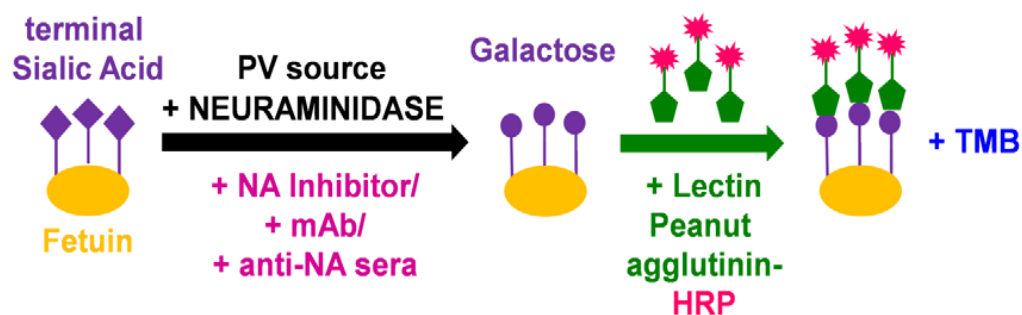 terminal
Sialic Acid
Fetuin
PV source
+ NEURAMINIDASE
+ NA Inhibitor/
+ mAb/
+ anti-NA sera
Galactose
+ Lectin
Peanut
agglutinin-
HRP
+ TMB